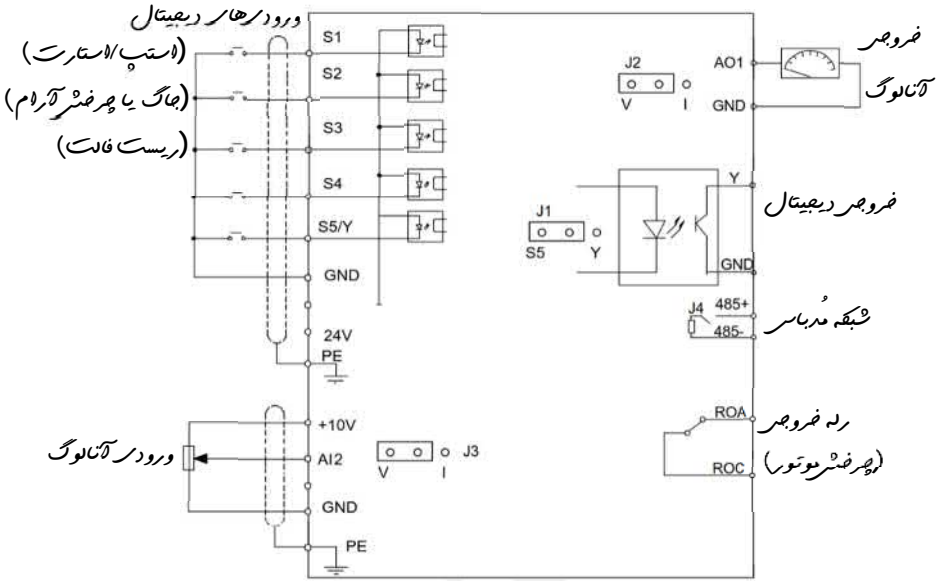 ورودی‌های دیجیتال
(استپ/استارت)
(جاگ یا چرخش آرام)
(ریست فالت)
S1
S2
S3
S4
S5/Y
GND
24V
PE
+10V
ورودی آنالوگ
AI2
GND
PE
J3
V I
J2
V I
AO1
GND
خروجی
آنالوگ
J1
S5 Y
Y
GND
خروجی دیجیتال
J4
485+
485-
شبکه مُدباس
ROA
ROC
رله خروجی
(چرخش موتور)